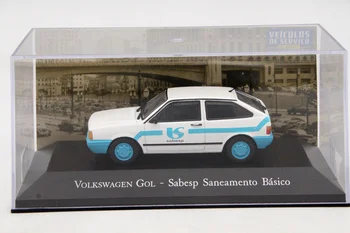 VEÍCULOS
DE SERVIÇO
sabesp
VOLKSWAGEN GOL - Sabesp Saneamento Básico